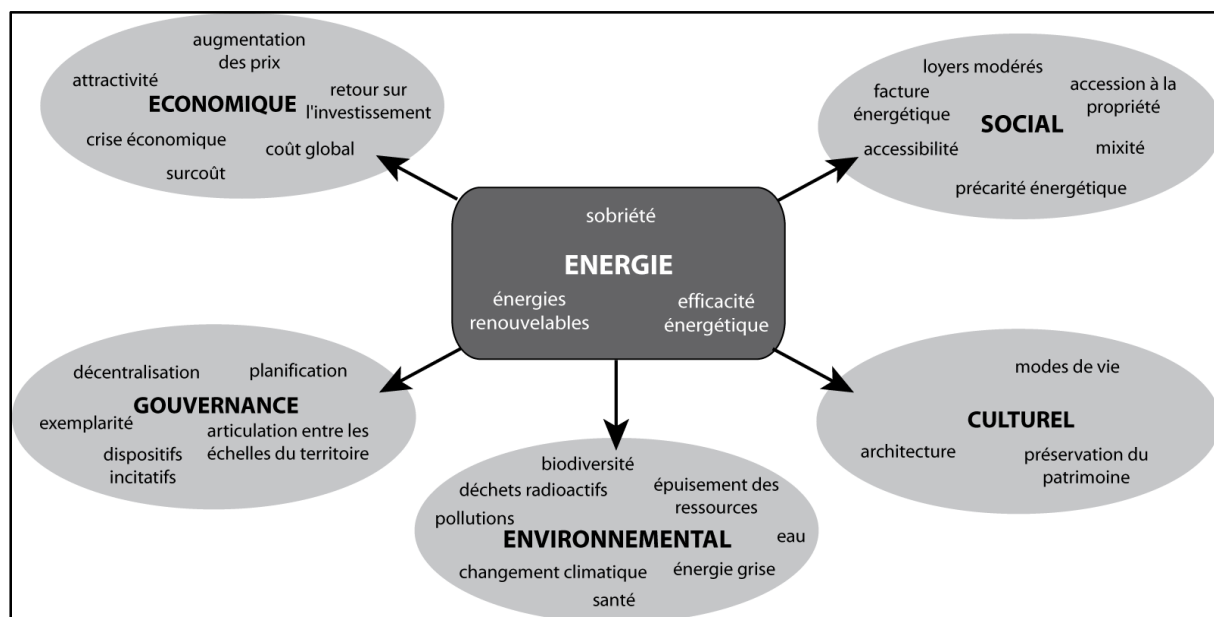 augmentation
des prix
attractivité
ECONOMIQUE
retour sur
l'investissement
crise économique
coût global
surcoût
loyers modérés
facture
énergétique
accession à la
propriété
SOCIAL
accessibilité
mixité
précarité énergétique
sobriété
ENERGIE
énergies
renouvelables
efficacité
énergétique
décentralisation
planification
GOUVERNANCE
exemplarité
articulation entre les
échelles du territoire
dispositifs
incitatifs
biodiversité
déchets radioactifs
épuisement des
ressources
pollutions
ENVIRONNEMENTAL
eau
changement climatique
énergie grise
santé
modes de vie
CULTUREL
architecture
préservation du
patrimoine